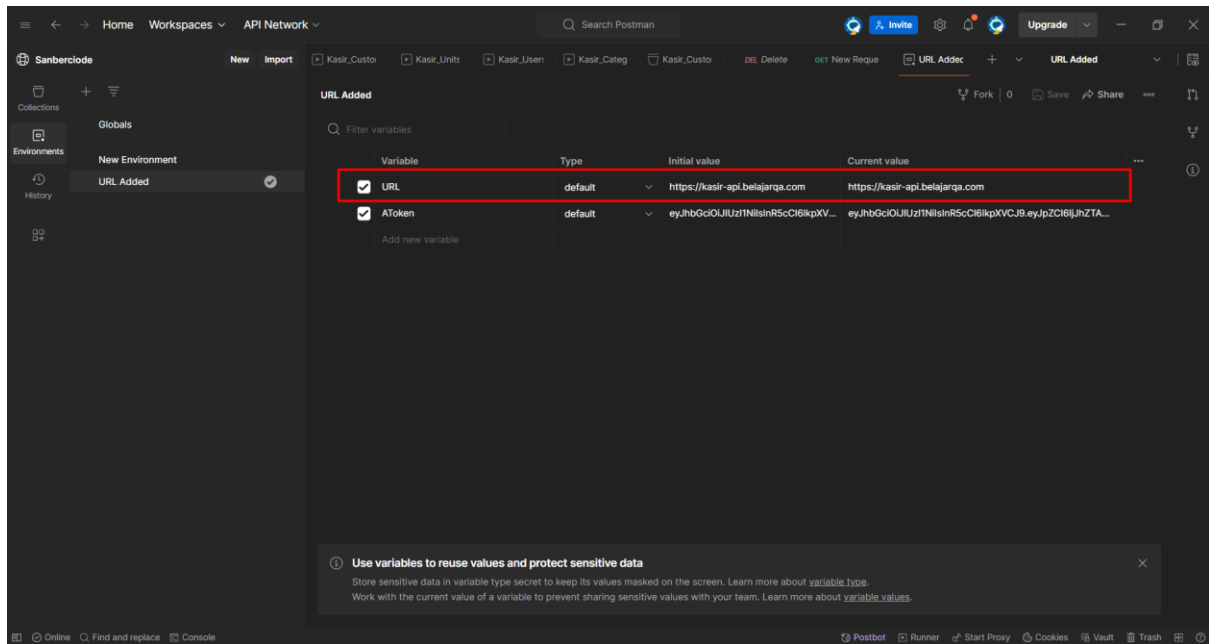 Home Workspaces API Network Search Postman Invite Upgrade
Sanberciode New Import Kasir_Custo Kasir_Units Kasir_User Kasir_Categ Kasir_Custo DEL Delete GET New Reque URL Added URL Added
Collections
Environments
History
Globals
New Environment
URL Added
URL Added Fork 0 Save Share
Filter variables
Variable Type Initial value Current value
URL default https://kasir-api.belajarqa.com https://kasir-api.belajarqa.com
AToken default
Add new variable
Use variables to reuse values and protect sensitive data
Store sensitive data in variable type secret to keep its values masked on the screen. Learn more about variable type.
Work with the current value of a variable to prevent sharing sensitive values with your team. Learn more about variable values.
Online Find and replace Console Postbot Runner Start Proxy Cookies Vault Trash